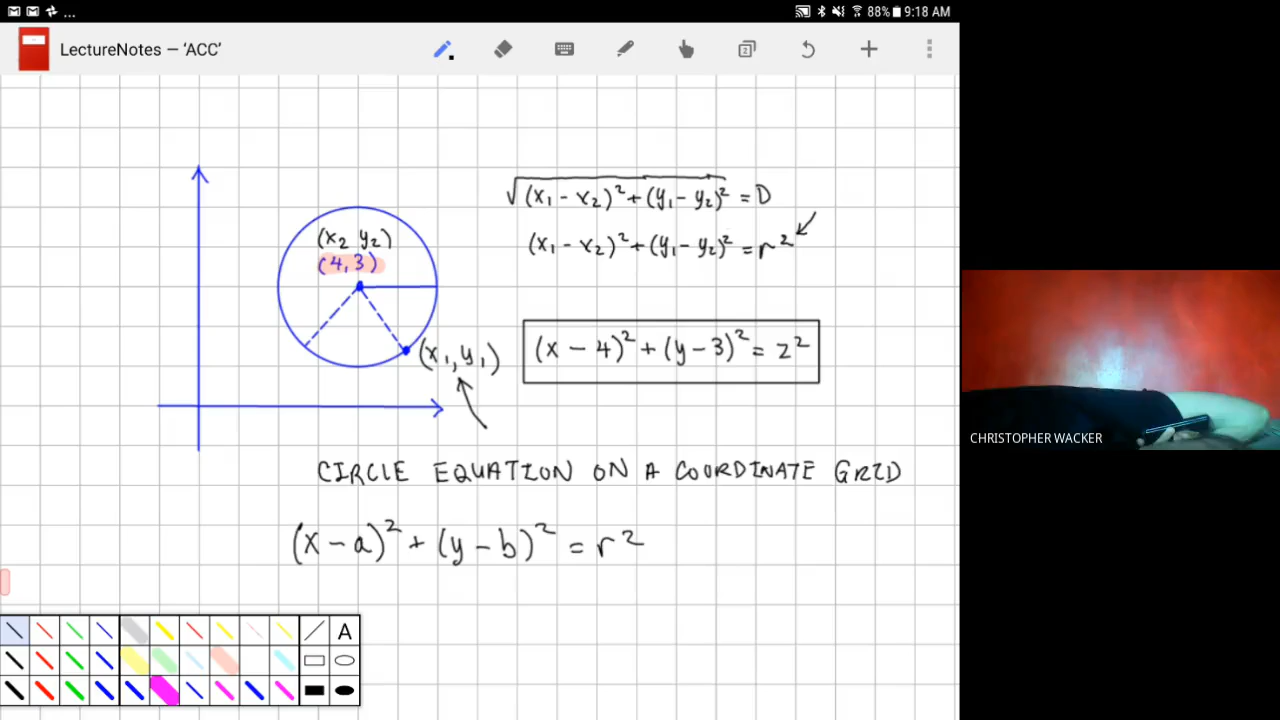 ... 88% 9:18 AM
LectureNotes — ‘ACC’
2
√(x₁ - x₂)² + (y₁ - y₂)² = D
(x₁ - x₂)² + (y₁ - y₂)² = r²
(x₂ y₂)
(4,3)
(x₁, y₁)
(x - 4)² + (y - 3)² = 2²
CHRISTOPHER WACKER
CIRCLE EQUATION ON A COORDINATE GRID
(x - a)² + (y - b)² = r²
A